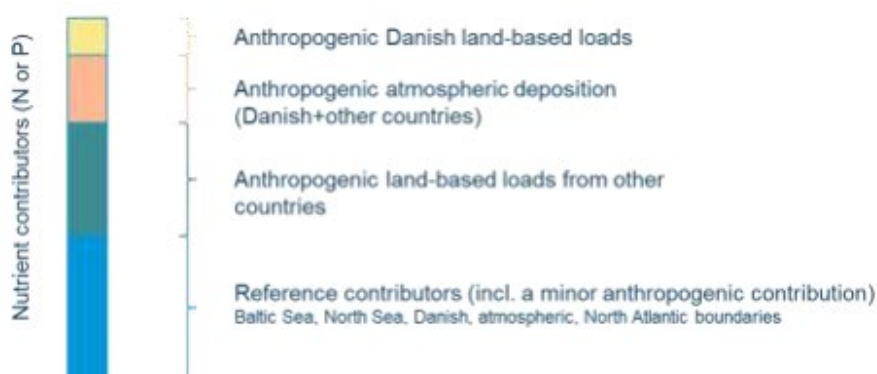 Nutrient contributors (N or P)
Anthropogenic Danish land-based loads
Anthropogenic atmospheric deposition
(Danish+other countries)
Anthropogenic land-based loads from other
countries
Reference contributors (incl. a minor anthropogenic contribution)
Baltic Sea, North Sea, Danish, atmospheric, North Atlantic boundaries